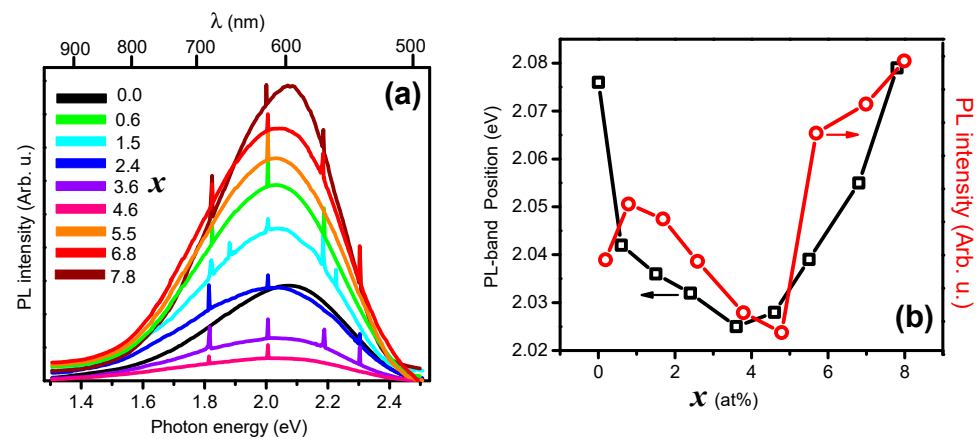 λ (nm)
900 800 700 600 500
PL intensity (Arb. u.)
(a)
0.0
0.6
1.5
2.4
x 3.6
4.6
5.5
6.8
7.8
1.4 1.6 1.8 2.0 2.2 2.4
Photon energy (eV)
PL-band Position (eV)
2.08
2.07
2.06
2.05
2.04
2.03
2.02
(b)
PL intensity (Arb. u.)
0 2 4 6 8
x (at%)